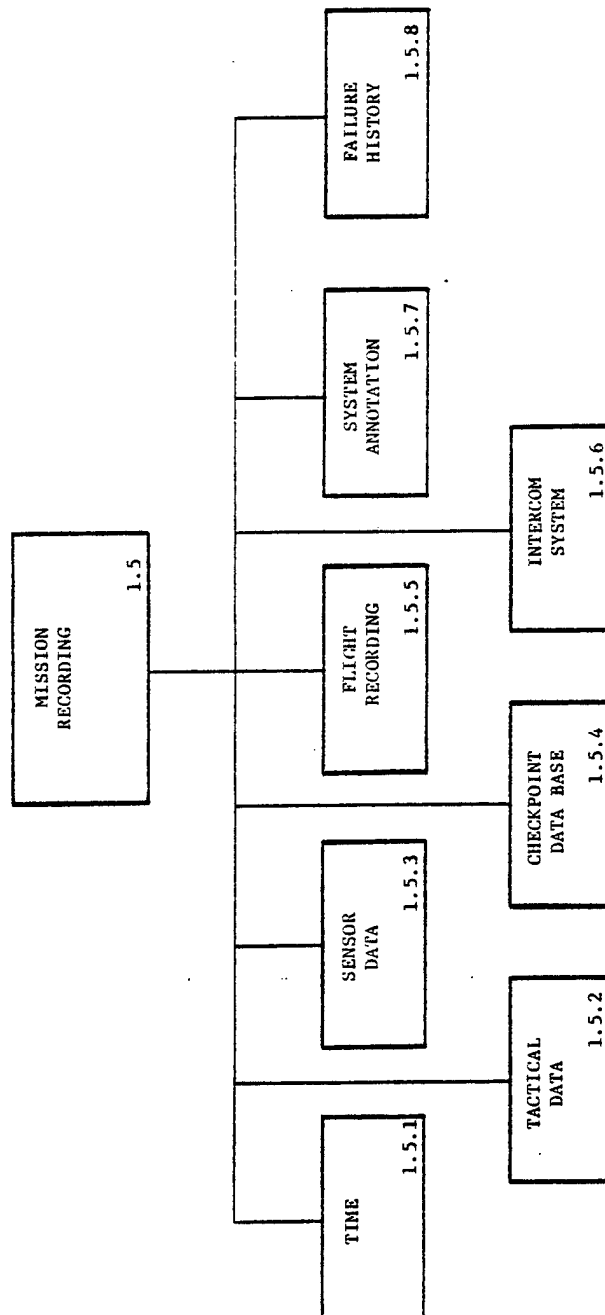 MISSION
RECORDING
1.5
TIME
1.5.1
TACTICAL
DATA
1.5.2
SENSOR
DATA
1.5.3
CHECKPOINT
DATA BASE
1.5.4
FLIGHT
RECORDING
1.5.5
INTERCOM
SYSTEM
1.5.6
SYSTEM
ANNOTATION
1.5.7
FAILURE
HISTORY
1.5.8